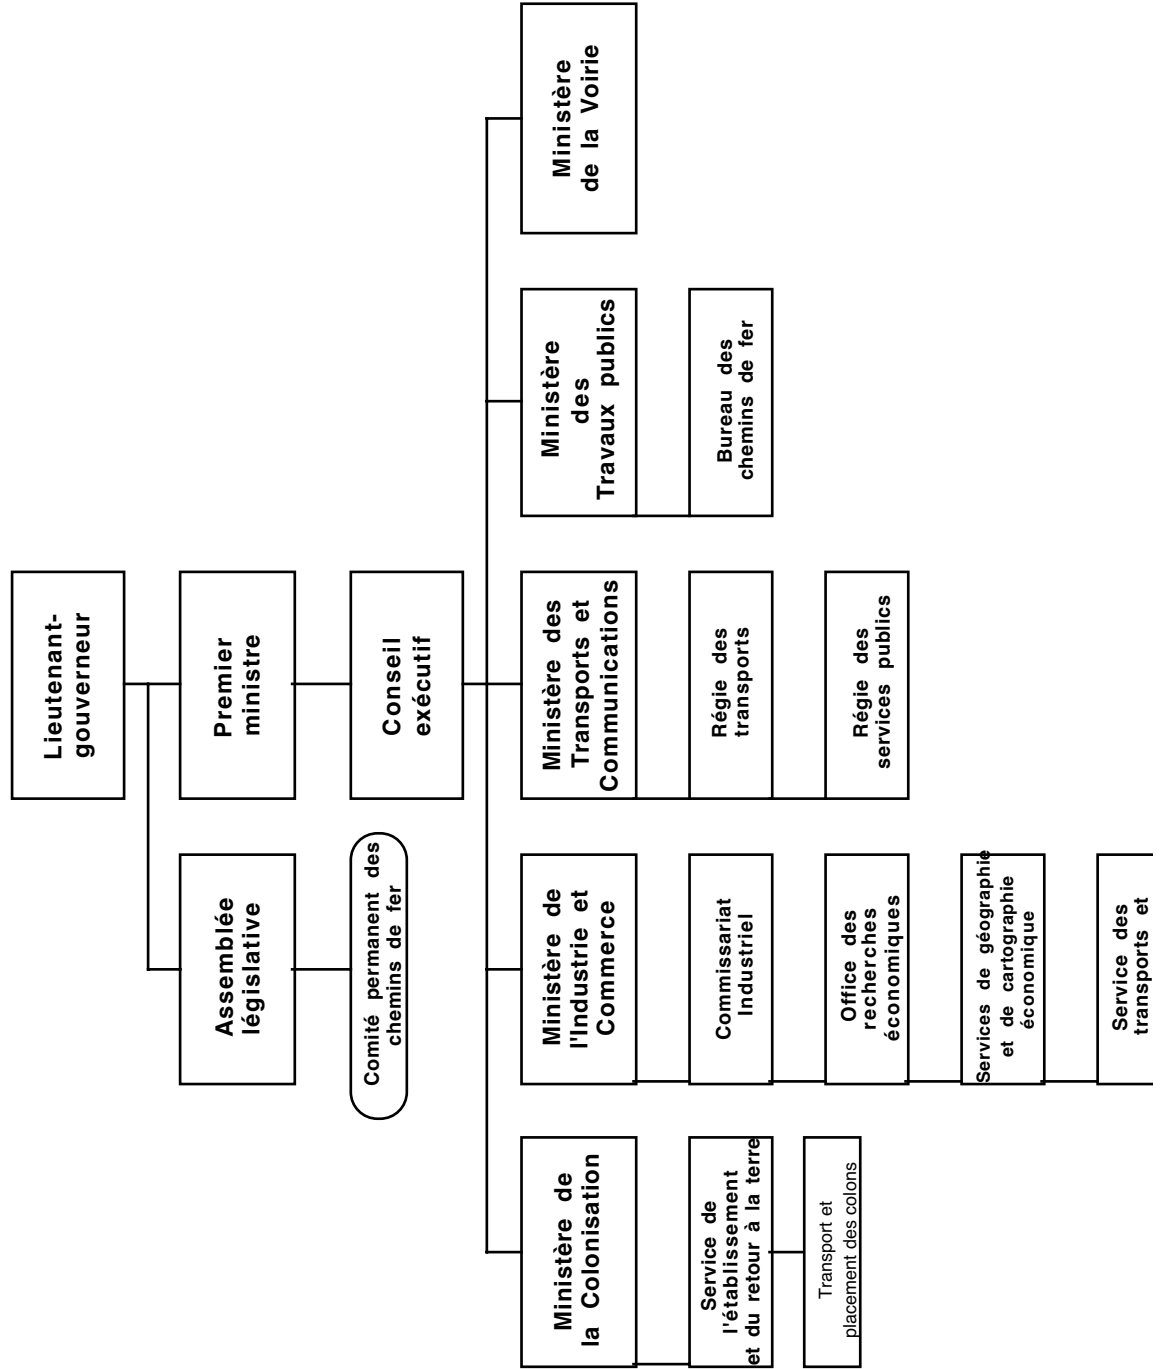 Lieutenant-
gouverneur
Assemblée
législative
Premier
ministre
Comité permanent des
chemins de fer
Conseil
exécutif
Ministère de
la Colonisation
Ministère de
l'Industrie et
Commerce
Ministère des
Transports et
Communications
Ministère
des
Travaux publics
Ministère
de la Voirie
Service de
l'établissement
et du retour à la terre
Commissariat
Industriel
Régie des
transports
Bureau des
chemins de fer
Transport et
placement des colons
Office des
recherches
économiques
Régie des
services publics
Services de géographie
et de cartographie
économique
Service des
transports et